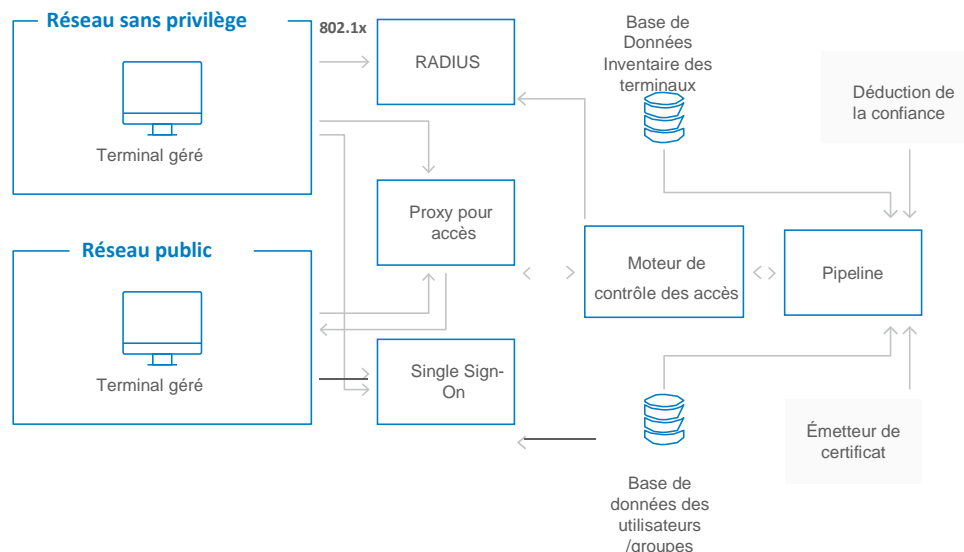 Réseau sans privilège
802.1x
Terminal géré
RADIUS
Base de
Données
Inventaire des
terminaux
Déduction de
la confiance
Proxy pour
accès
Réseau public
Terminal géré
Moteur de
contrôle des accès
Pipeline
Single Sign-
On
Émetteur de
certificat
Base de
données des
utilisateurs
/groupes